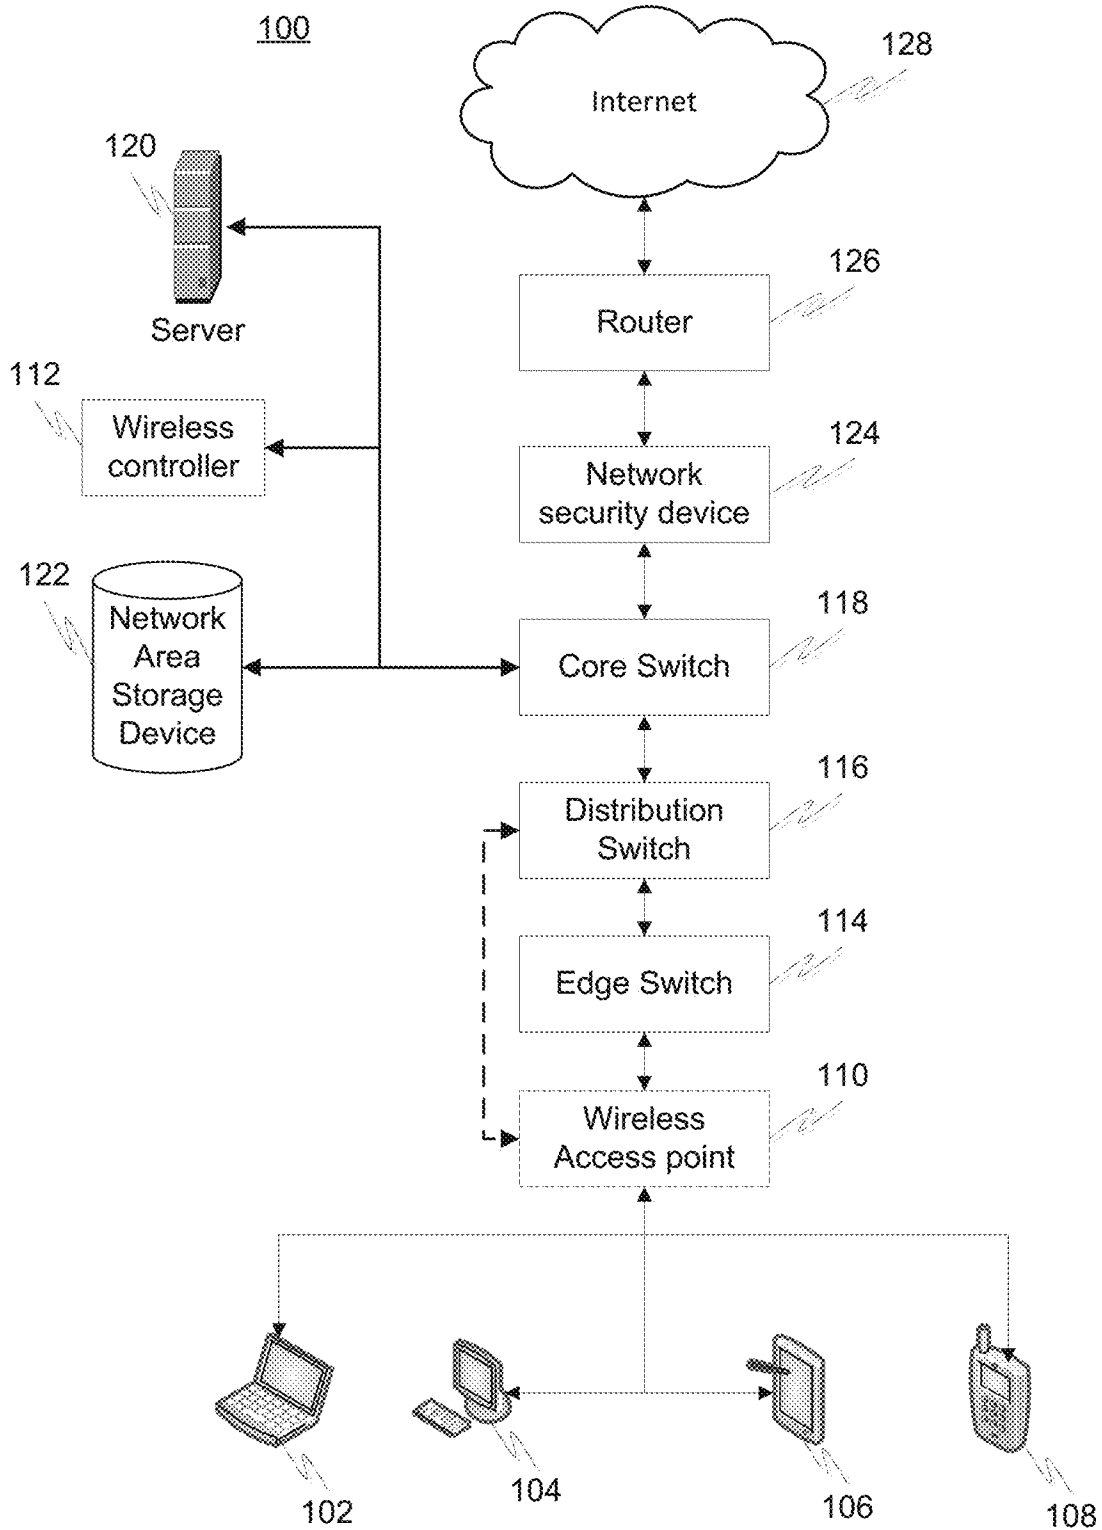 100
128
Internet
120
126
Router
Server
112
Wireless
controller
124
Network
security device
122
Network
Area
Storage
Device
118
Core Switch
116
Distribution
Switch
114
Edge Switch
110
Wireless
Access point
102
104
106
108